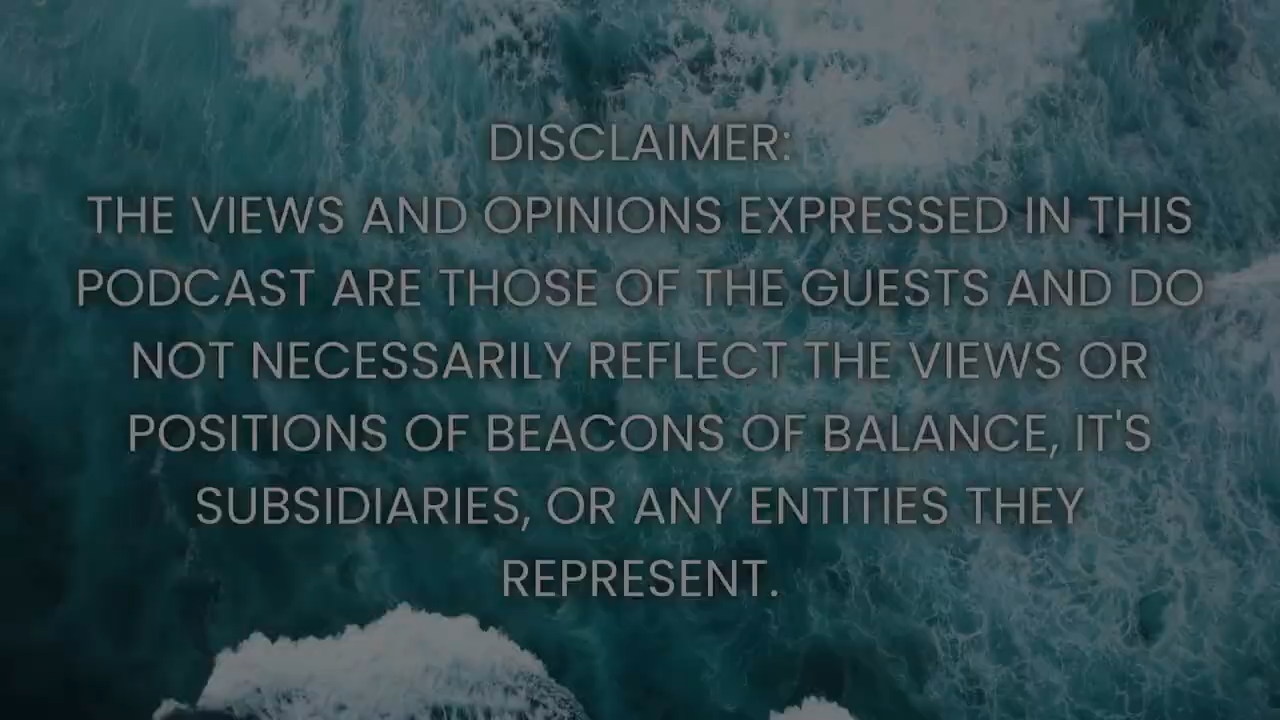 DISCLAIMER:
THE VIEWS AND OPINIONS EXPRESSED IN THIS
PODCAST ARE THOSE OF THE GUESTS AND DO
NOT NECESSARILY REFLECT THE VIEWS OR
POSITIONS OF BEACONS OF BALANCE, IT'S
SUBSIDIARIES, OR ANY ENTITIES THEY
REPRESENT.